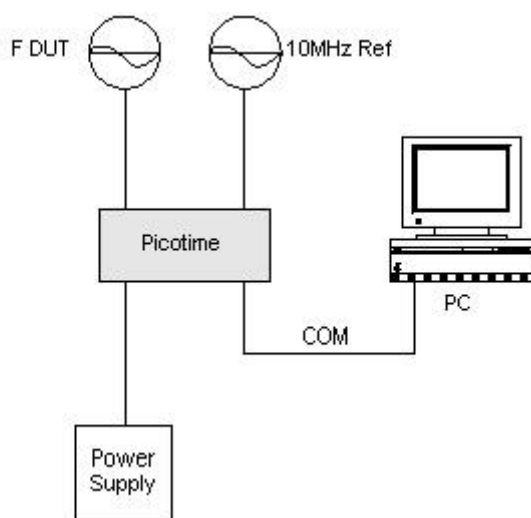 F DUT
10MHz Ref
Picotime
COM
PC
Power
Supply